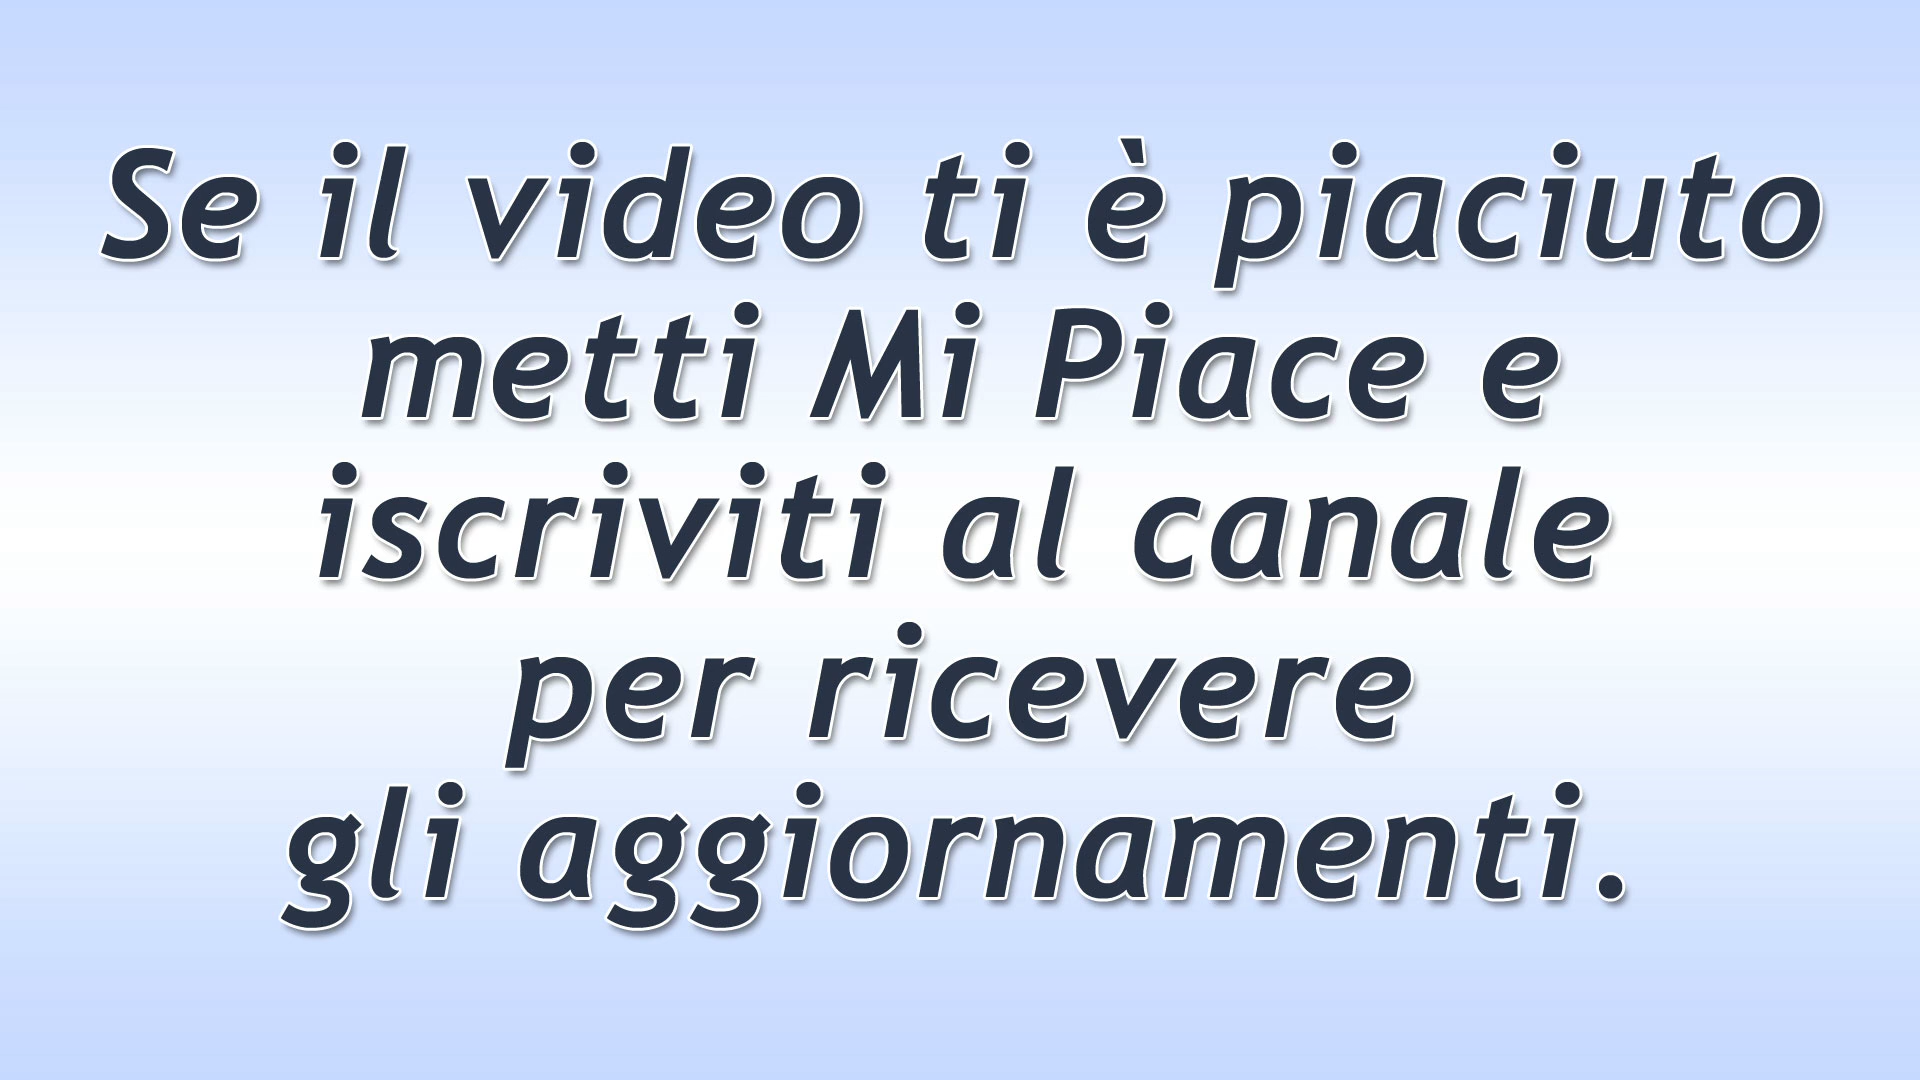 Se il video ti è piaciuto
metti Mi Piace e
iscriviti al canale
per ricevere
gli aggiornamenti.